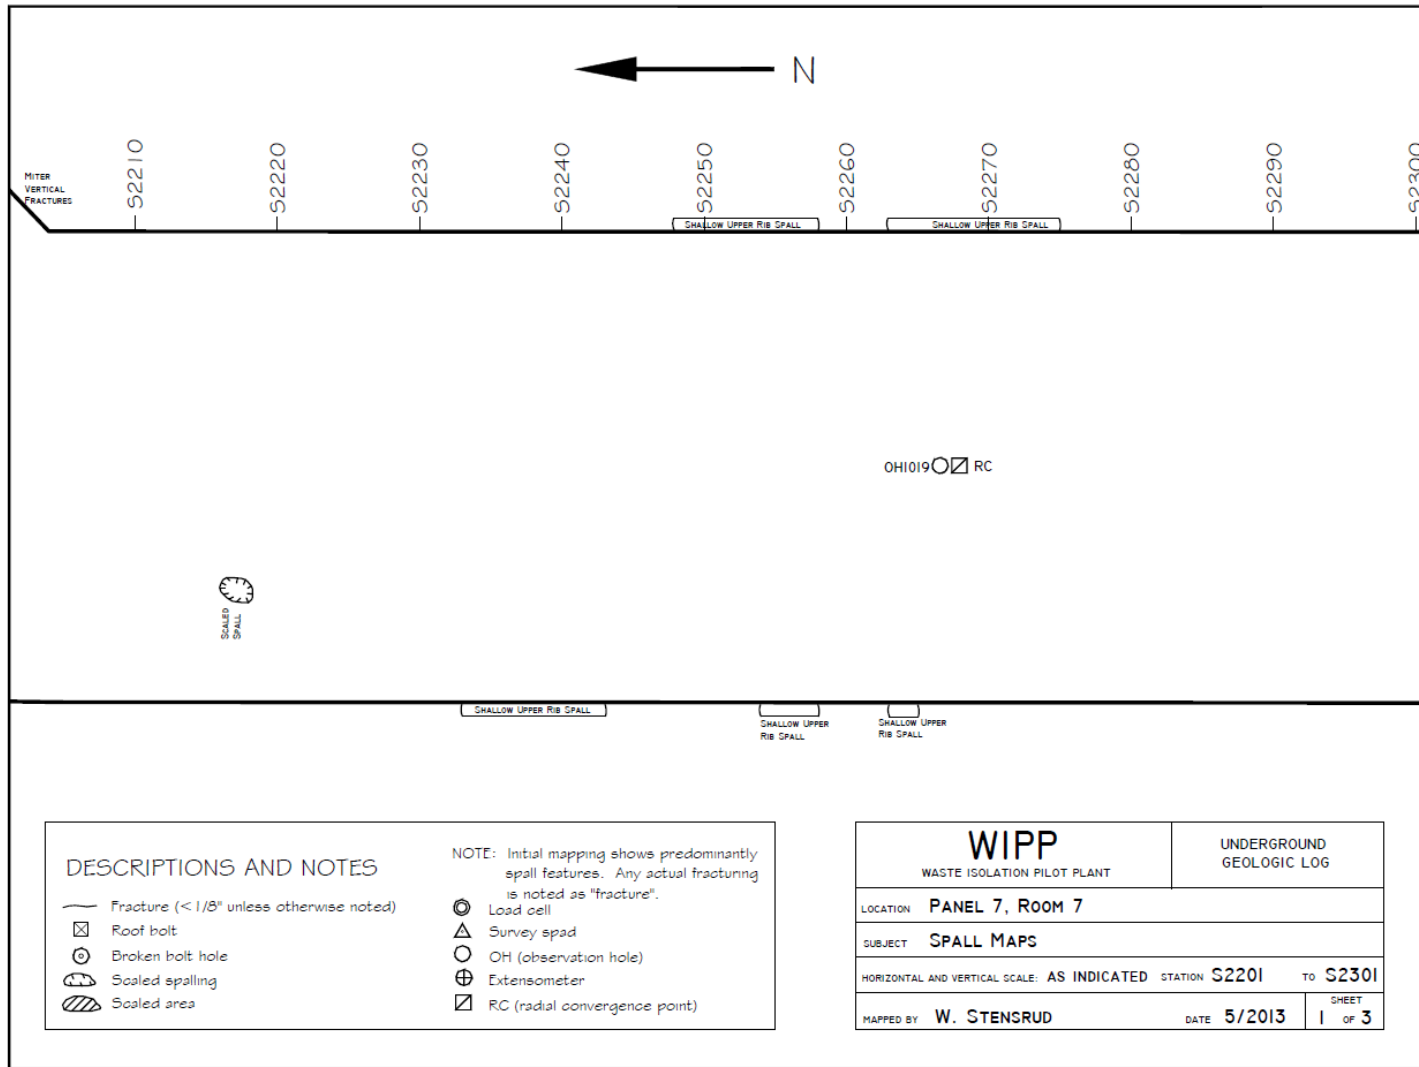 N
MITER
VERTICAL
FRACTURES
S2210
S2220
S2230
S2240
S2250
S2260
S2270
S2280
S2290
S2300
SHALLOW UPPER RIB SPALL
SHALLOW UPPER RIB SPALL
OH1019
RC
SCALED
SPALL
SHALLOW UPPER RIB SPALL
SHALLOW UPPER
RIB SPALL
SHALLOW UPPER
RIB SPALL
DESCRIPTIONS AND NOTES
Fracture (<1/8" unless otherwise noted)
Roof bolt
Broken bolt hole
Scaled spalling
Scaled area
NOTE: Initial mapping shows predominantly
spall features. Any actual fracturing
is noted as "fracture".
Load cell
Survey spad
OH (observation hole)
Extensometer
RC (radial convergence point)
WIPP
WASTE ISOLATION PILOT PLANT
UNDERGROUND
GEOLOGIC LOG
LOCATION PANEL 7, ROOM 7
SUBJECT SPALL MAPS
HORIZONTAL AND VERTICAL SCALE: AS INDICATED STATION S2201 TO S2301
MAPPED BY W. STENSRUD DATE 5/2013
SHEET
1 OF 3